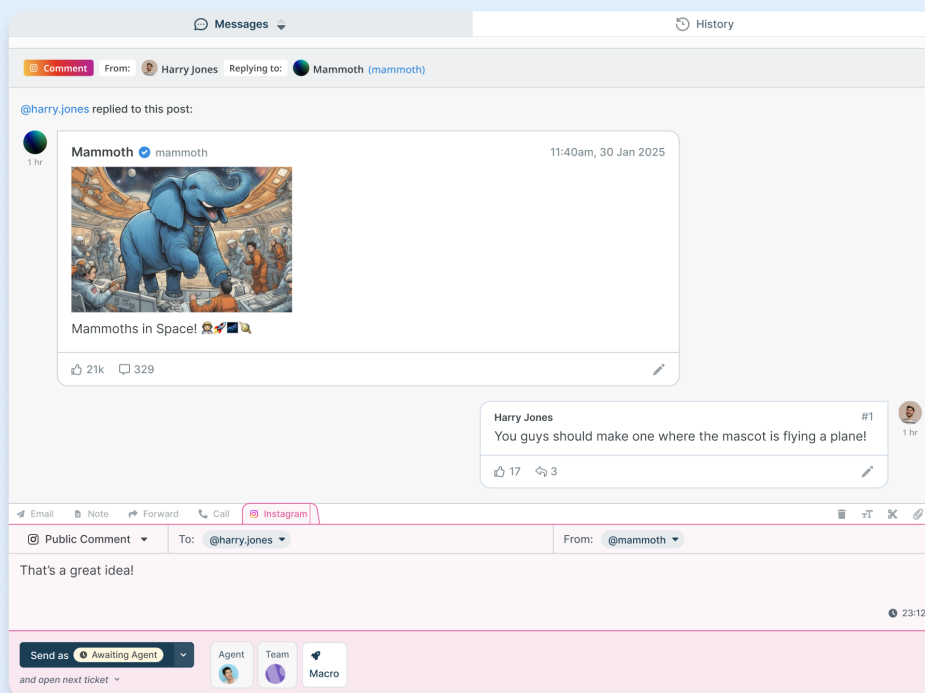 Messages
History
Comment From: Harry Jones Replying to: Mammoth (mammoth)
@harry.jones replied to this post:
1 hr
Mammoth mammoth 11:40am, 30 Jan 2025
Mammoths in Space! 👩🏼‍🚀🚀🌌🪐
21k 329
Harry Jones #1
You guys should make one where the mascot is flying a plane!
1 hr
17 3
Email Note Forward Call Instagram
Public Comment To: @harry.jones From: @mammoth
That's a great idea!
23:12
Send as Awaiting Agent
Agent Team Macro
and open next ticket